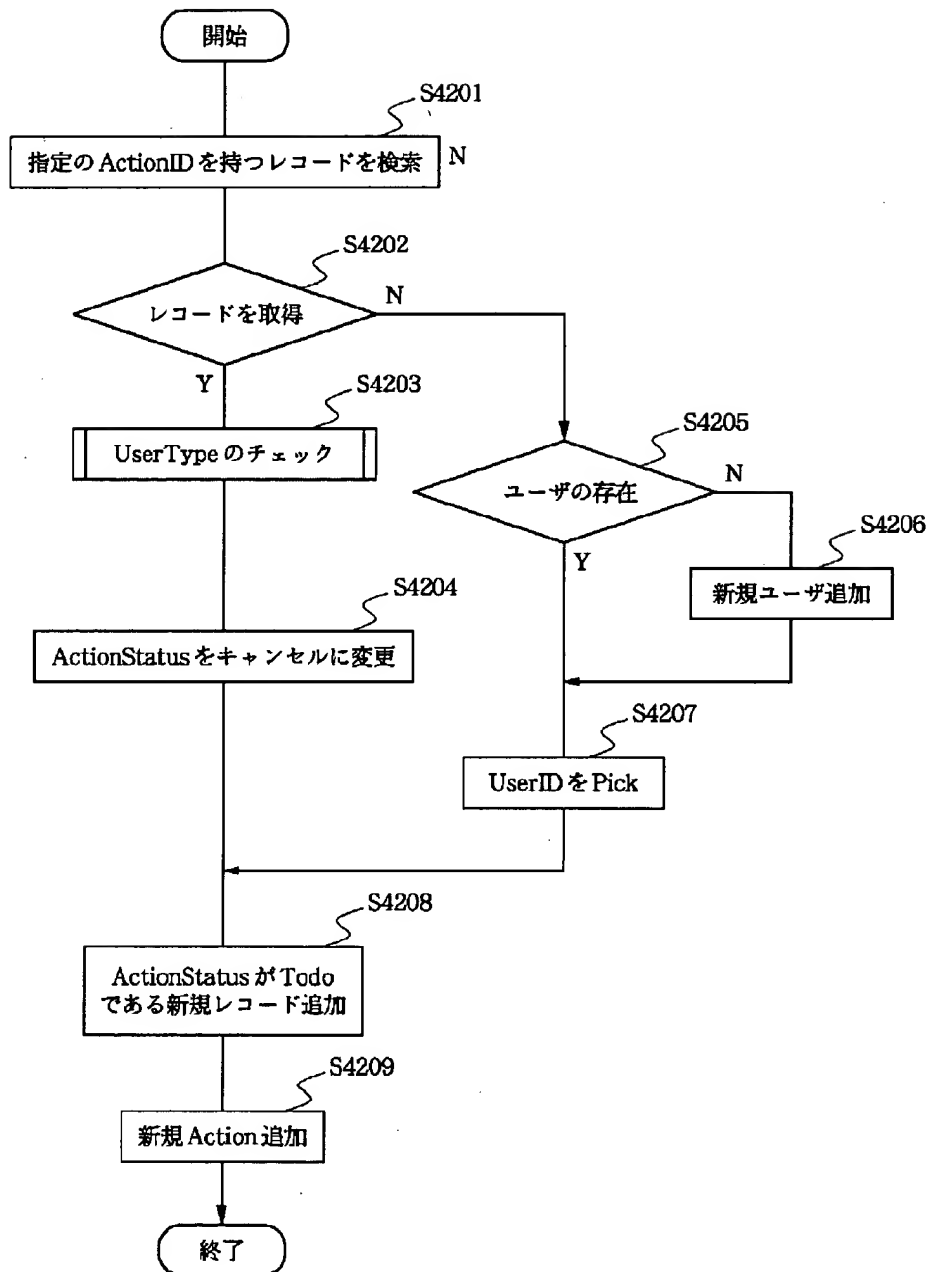 開始
S4201
指定のActionIDを持つレコードを検索
N
S4202
レコードを取得
N
Y
S4203
UserTypeのチェック
S4205
ユーザの存在
N
Y
S4206
新規ユーザ追加
S4204
ActionStatusをキャンセルに変更
S4207
UserIDをPick
S4208
ActionStatusがTodo
である新規レコード追加
S4209
新規Action追加
終了